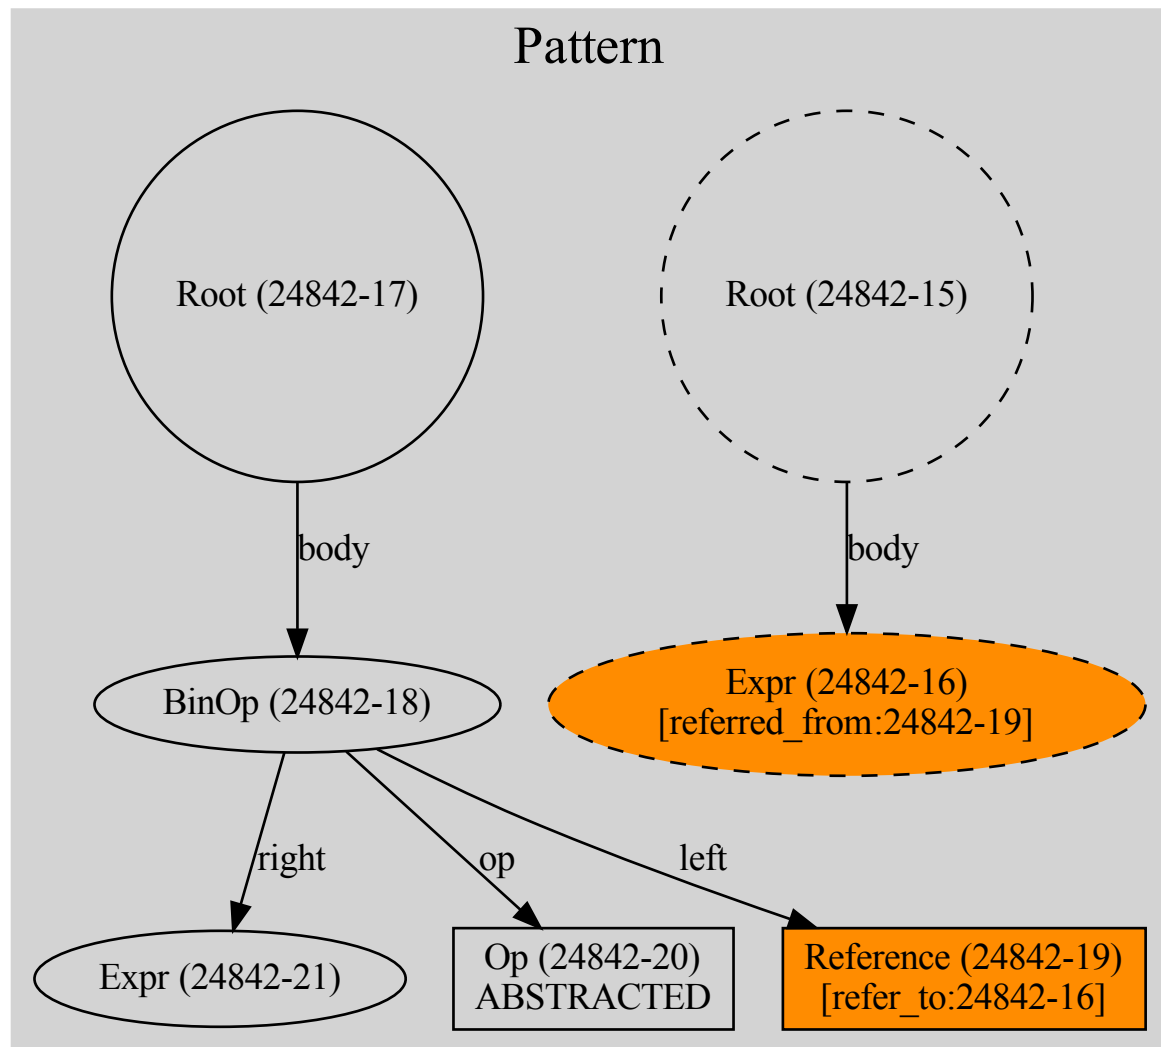 Pattern
Root (24842-17)
Root (24842-15)
body
body
BinOp (24842-18)
Expr (24842-16)
[referred_from:24842-19]
right
op
left
Expr (24842-21)
Op (24842-20)
ABSTRACTED
Reference (24842-19)
[refer_to:24842-16]